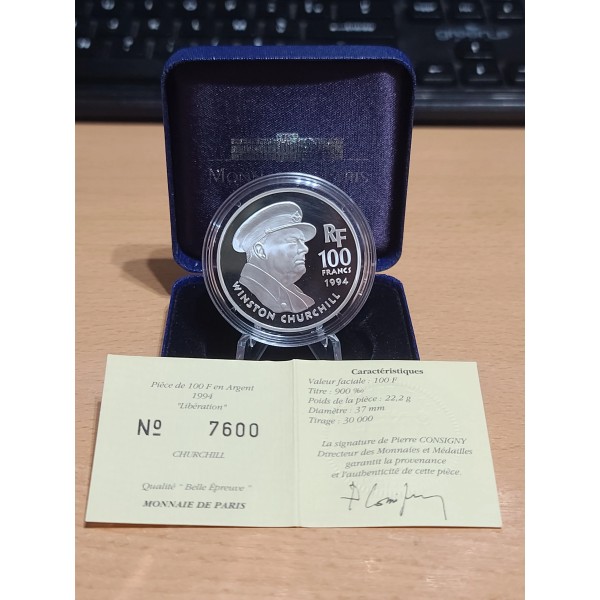 MONNAIE DE PARIS
RF
100
FRANCS
1994
WINSTON CHURCHILL
Pièce de 100 F en Argent
1994
"Libération"
Nº 7600
CHURCHILL
Qualité " Belle Épreuve "
MONNAIE DE PARIS
Caractéristiques
Valeur faciale : 100 F
Titre : 900 ‰
Poids de la pièce : 22,2 g
Diamètre : 37 mm
Tirage : 30 000
La signature de Pierre CONSIGNY
Directeur des Monnaies et Médailles
garantit la provenance
et l'authenticité de cette pièce.